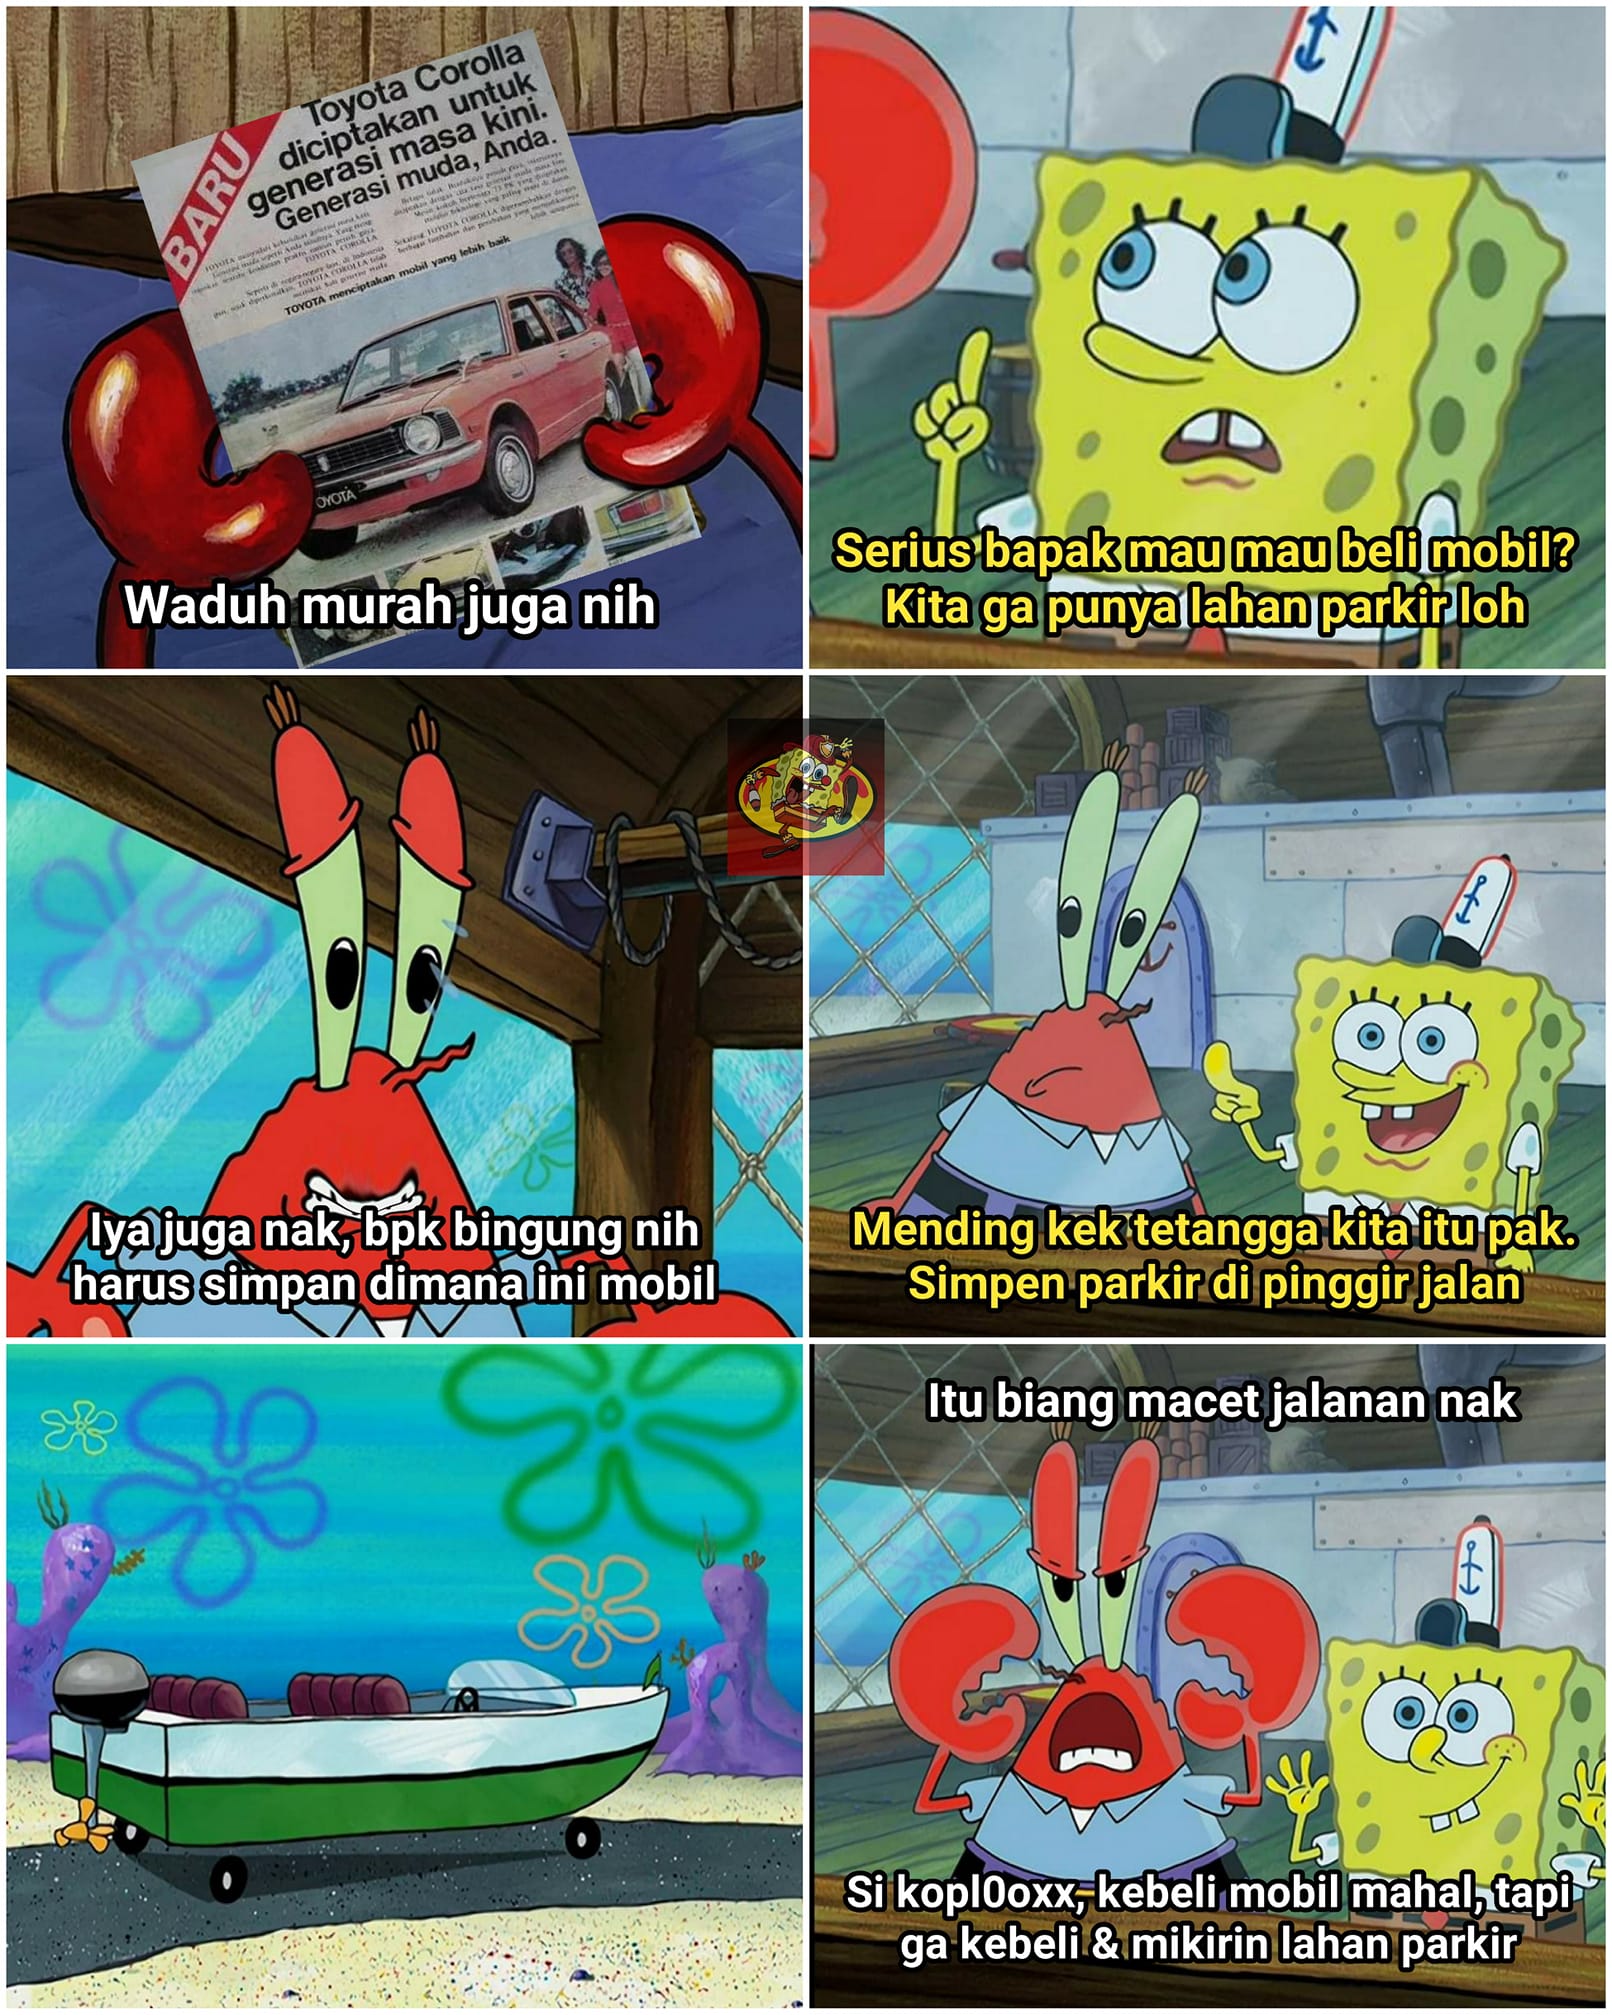 BARU
Toyota Corolla
diciptakan untuk
generasi masa kini.
Generasi muda, Anda.
TOYOTA menciptakan mobil yang lebih baik
OYOTA
Waduh murah juga nih
Serius bapak mau mau beli mobil?
Kita ga punya lahan parkir loh
Iya juga nak, bpk bingung nih
harus simpan dimana ini mobil
Mending kek tetangga kita itu pak.
Simpen parkir di pinggir jalan
Itu biang macet jalanan nak
Si kopl0oxx, kebeli mobil mahal, tapi
ga kebeli & mikirin lahan parkir